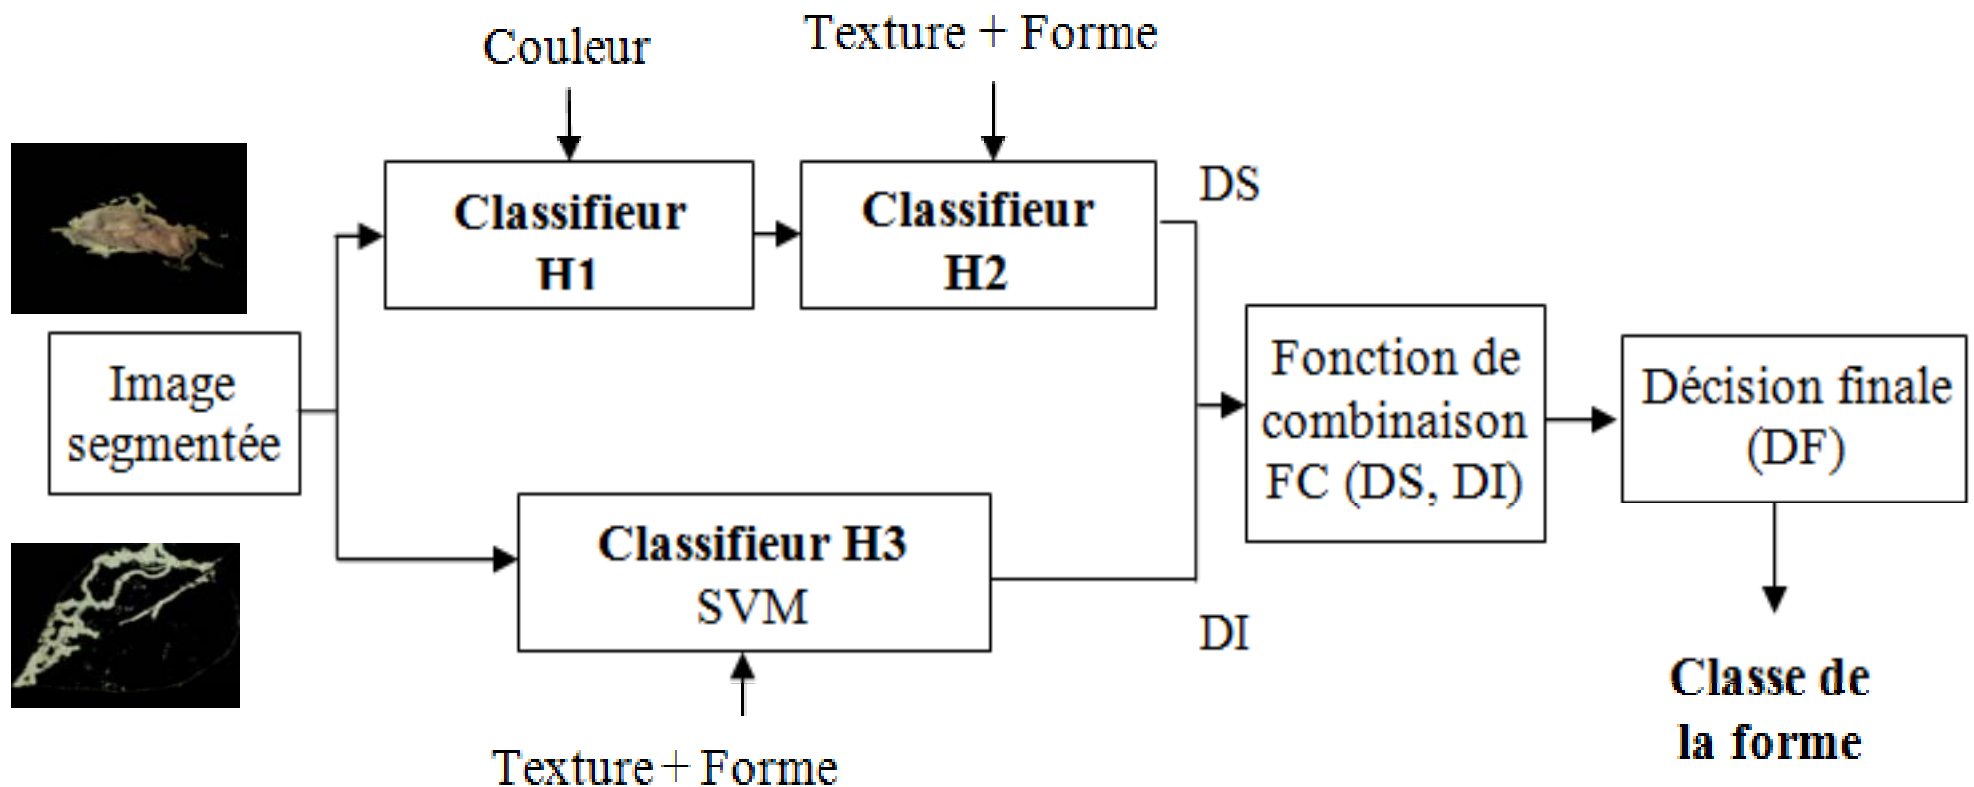 Couleur
Texture + Forme
Classifieur
H1
Classifieur
H2
DS
Image
segmentée
Fonction de
combinaison
FC (DS, DI)
Décision finale
(DF)
Classifieur H3
SVM
DI
Classe de
la forme
Texture + Forme